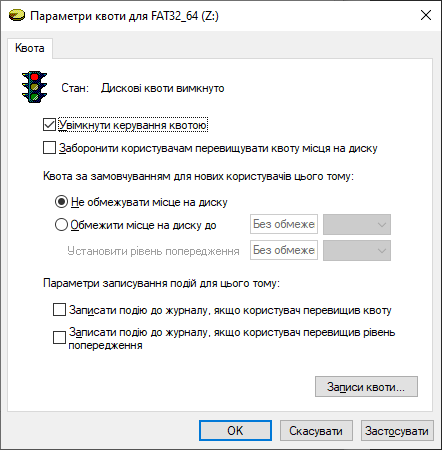 Параметри квоти для FAT32_64 (Z:)
Квота
Стан: Дискові квоти вимкнуто
Увімкнути керування квотою
Заборонити користувачам перевищувати квоту місця на диску
Квота за замовчуванням для нових користувачів цього тому:
Не обмежувати місце на диску
Обмежити місце на диску до Без обмеже
Установити рівень попередження Без обмеже
Параметри записування подій для цього тому:
Записати подію до журналу, якщо користувач перевищив квоту
Записати подію до журналу, якщо користувач перевищив рівень
попередження
Записи квоти...
OK Скасувати Застосувати